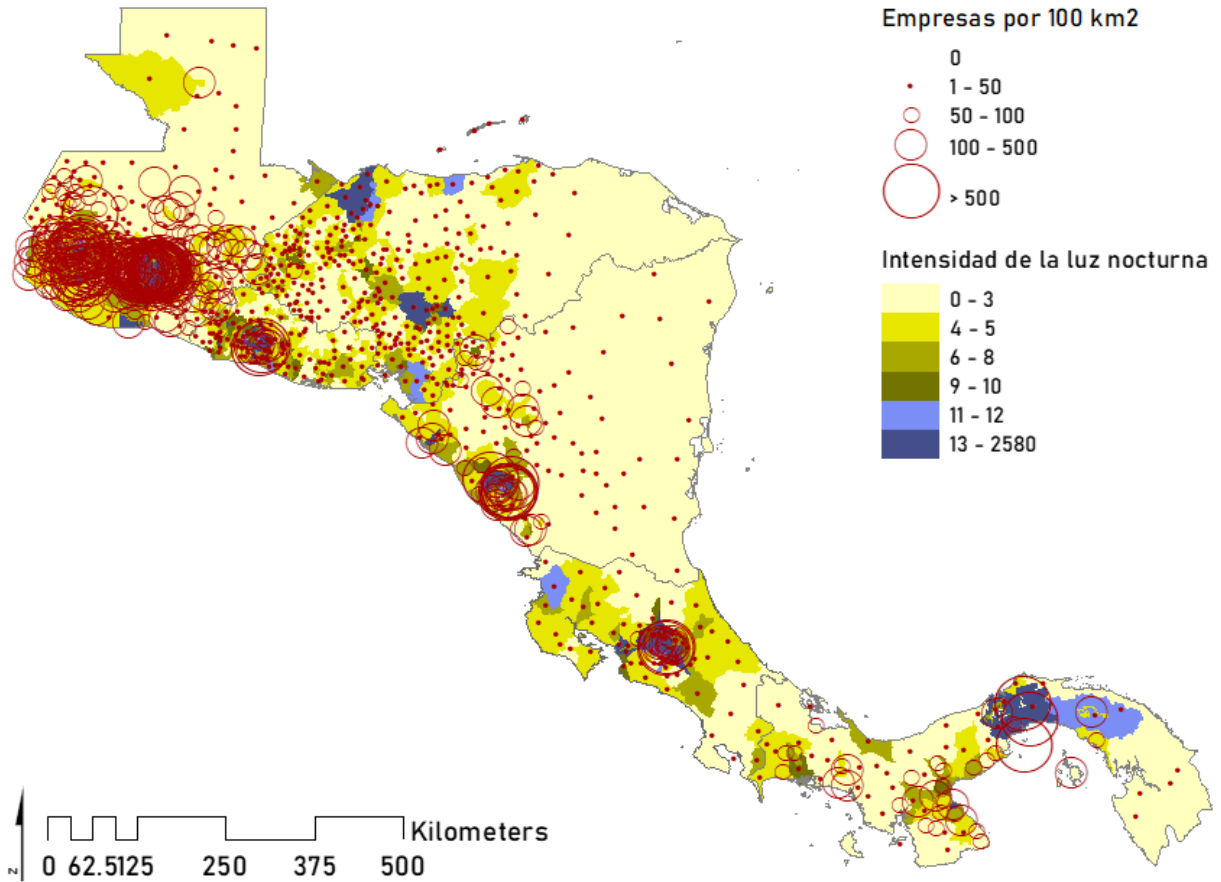 Empresas por 100 km2
0
1 - 50
50 - 100
100 - 500
> 500
Intensidad de la luz nocturna
0 - 3
4 - 5
6 - 8
9 - 10
11 - 12
13 - 2580
Kilometers
0 62.5125 250 375 500
N